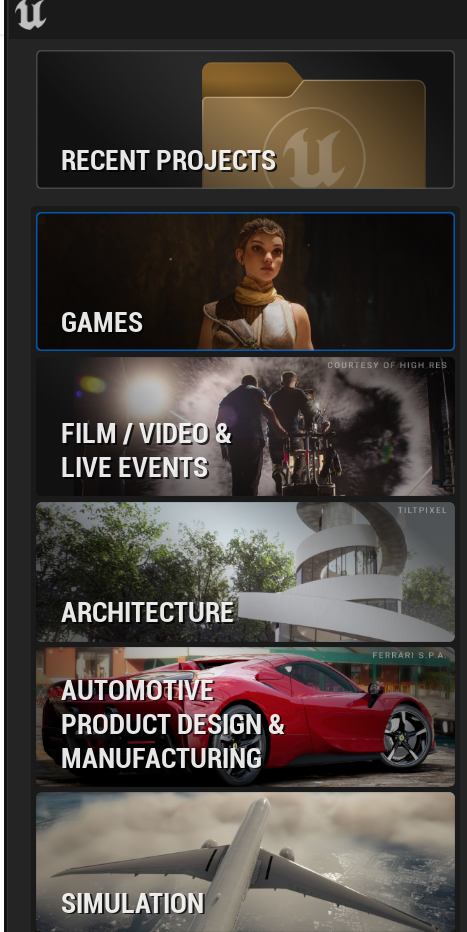 RECENT PROJECTS
GAMES
COURTESY OF HIGH RES
FILM / VIDEO &
LIVE EVENTS
TILTPIXEL
ARCHITECTURE
FERRARI S.P.A.
AUTOMOTIVE
PRODUCT DESIGN &
MANUFACTURING
SIMULATION